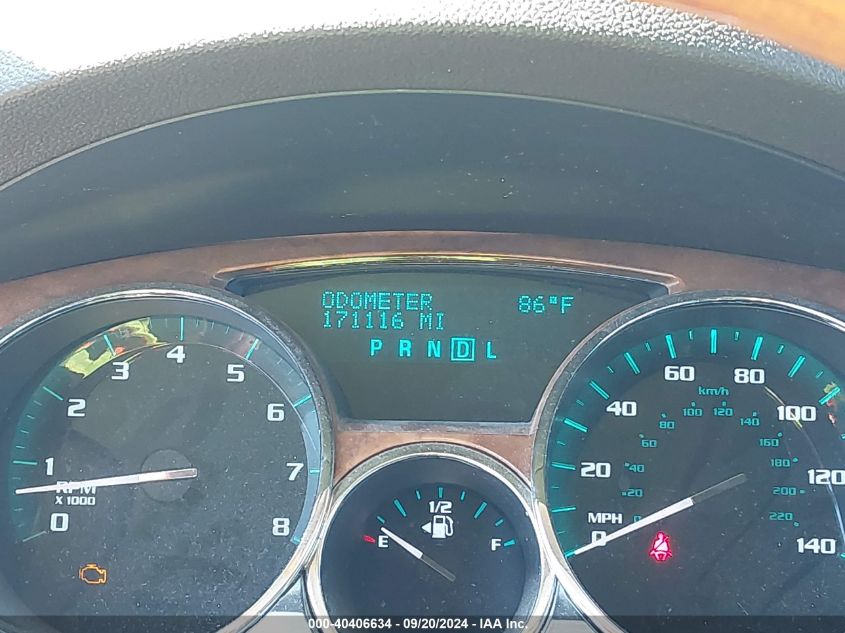 ODOMETER 86°F
171116 MI
P R N D L
0 1 2 3 4 5 6 7 8
RPM
X 1000
E 1/2 F
0 20 40 60 80 100 120 140
MPH
km/h
0 20 40 60 80 100 120 140 160 180 200 220
000-40406634 - 09/20/2024 - IAA Inc.